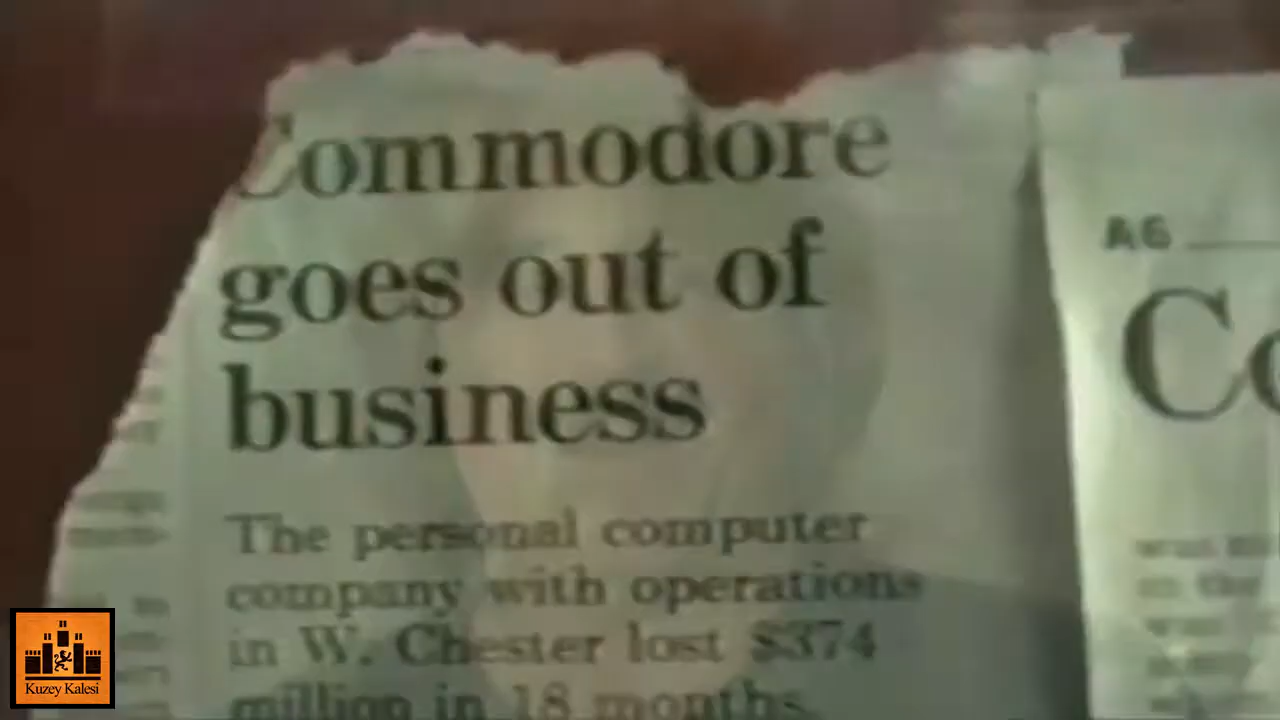 Commodore
goes out of
business
The personal computer
company with operations
in W. Chester lost $374
million in 18 months.
A6
Kuzey Kalesi